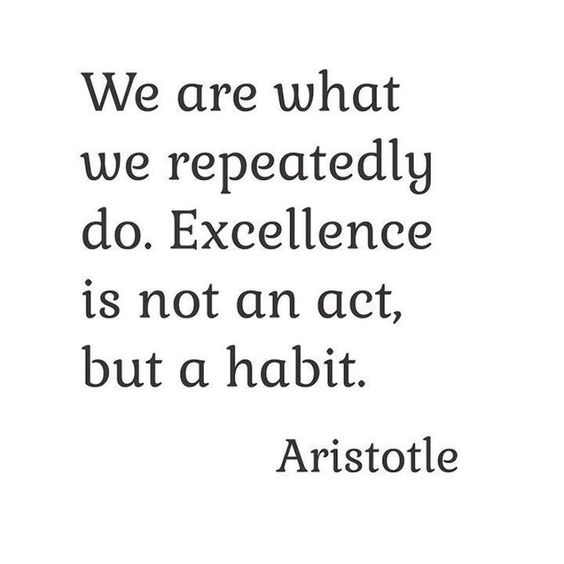 We are what
we repeatedly
do. Excellence
is not an act,
but a habit.
Aristotle